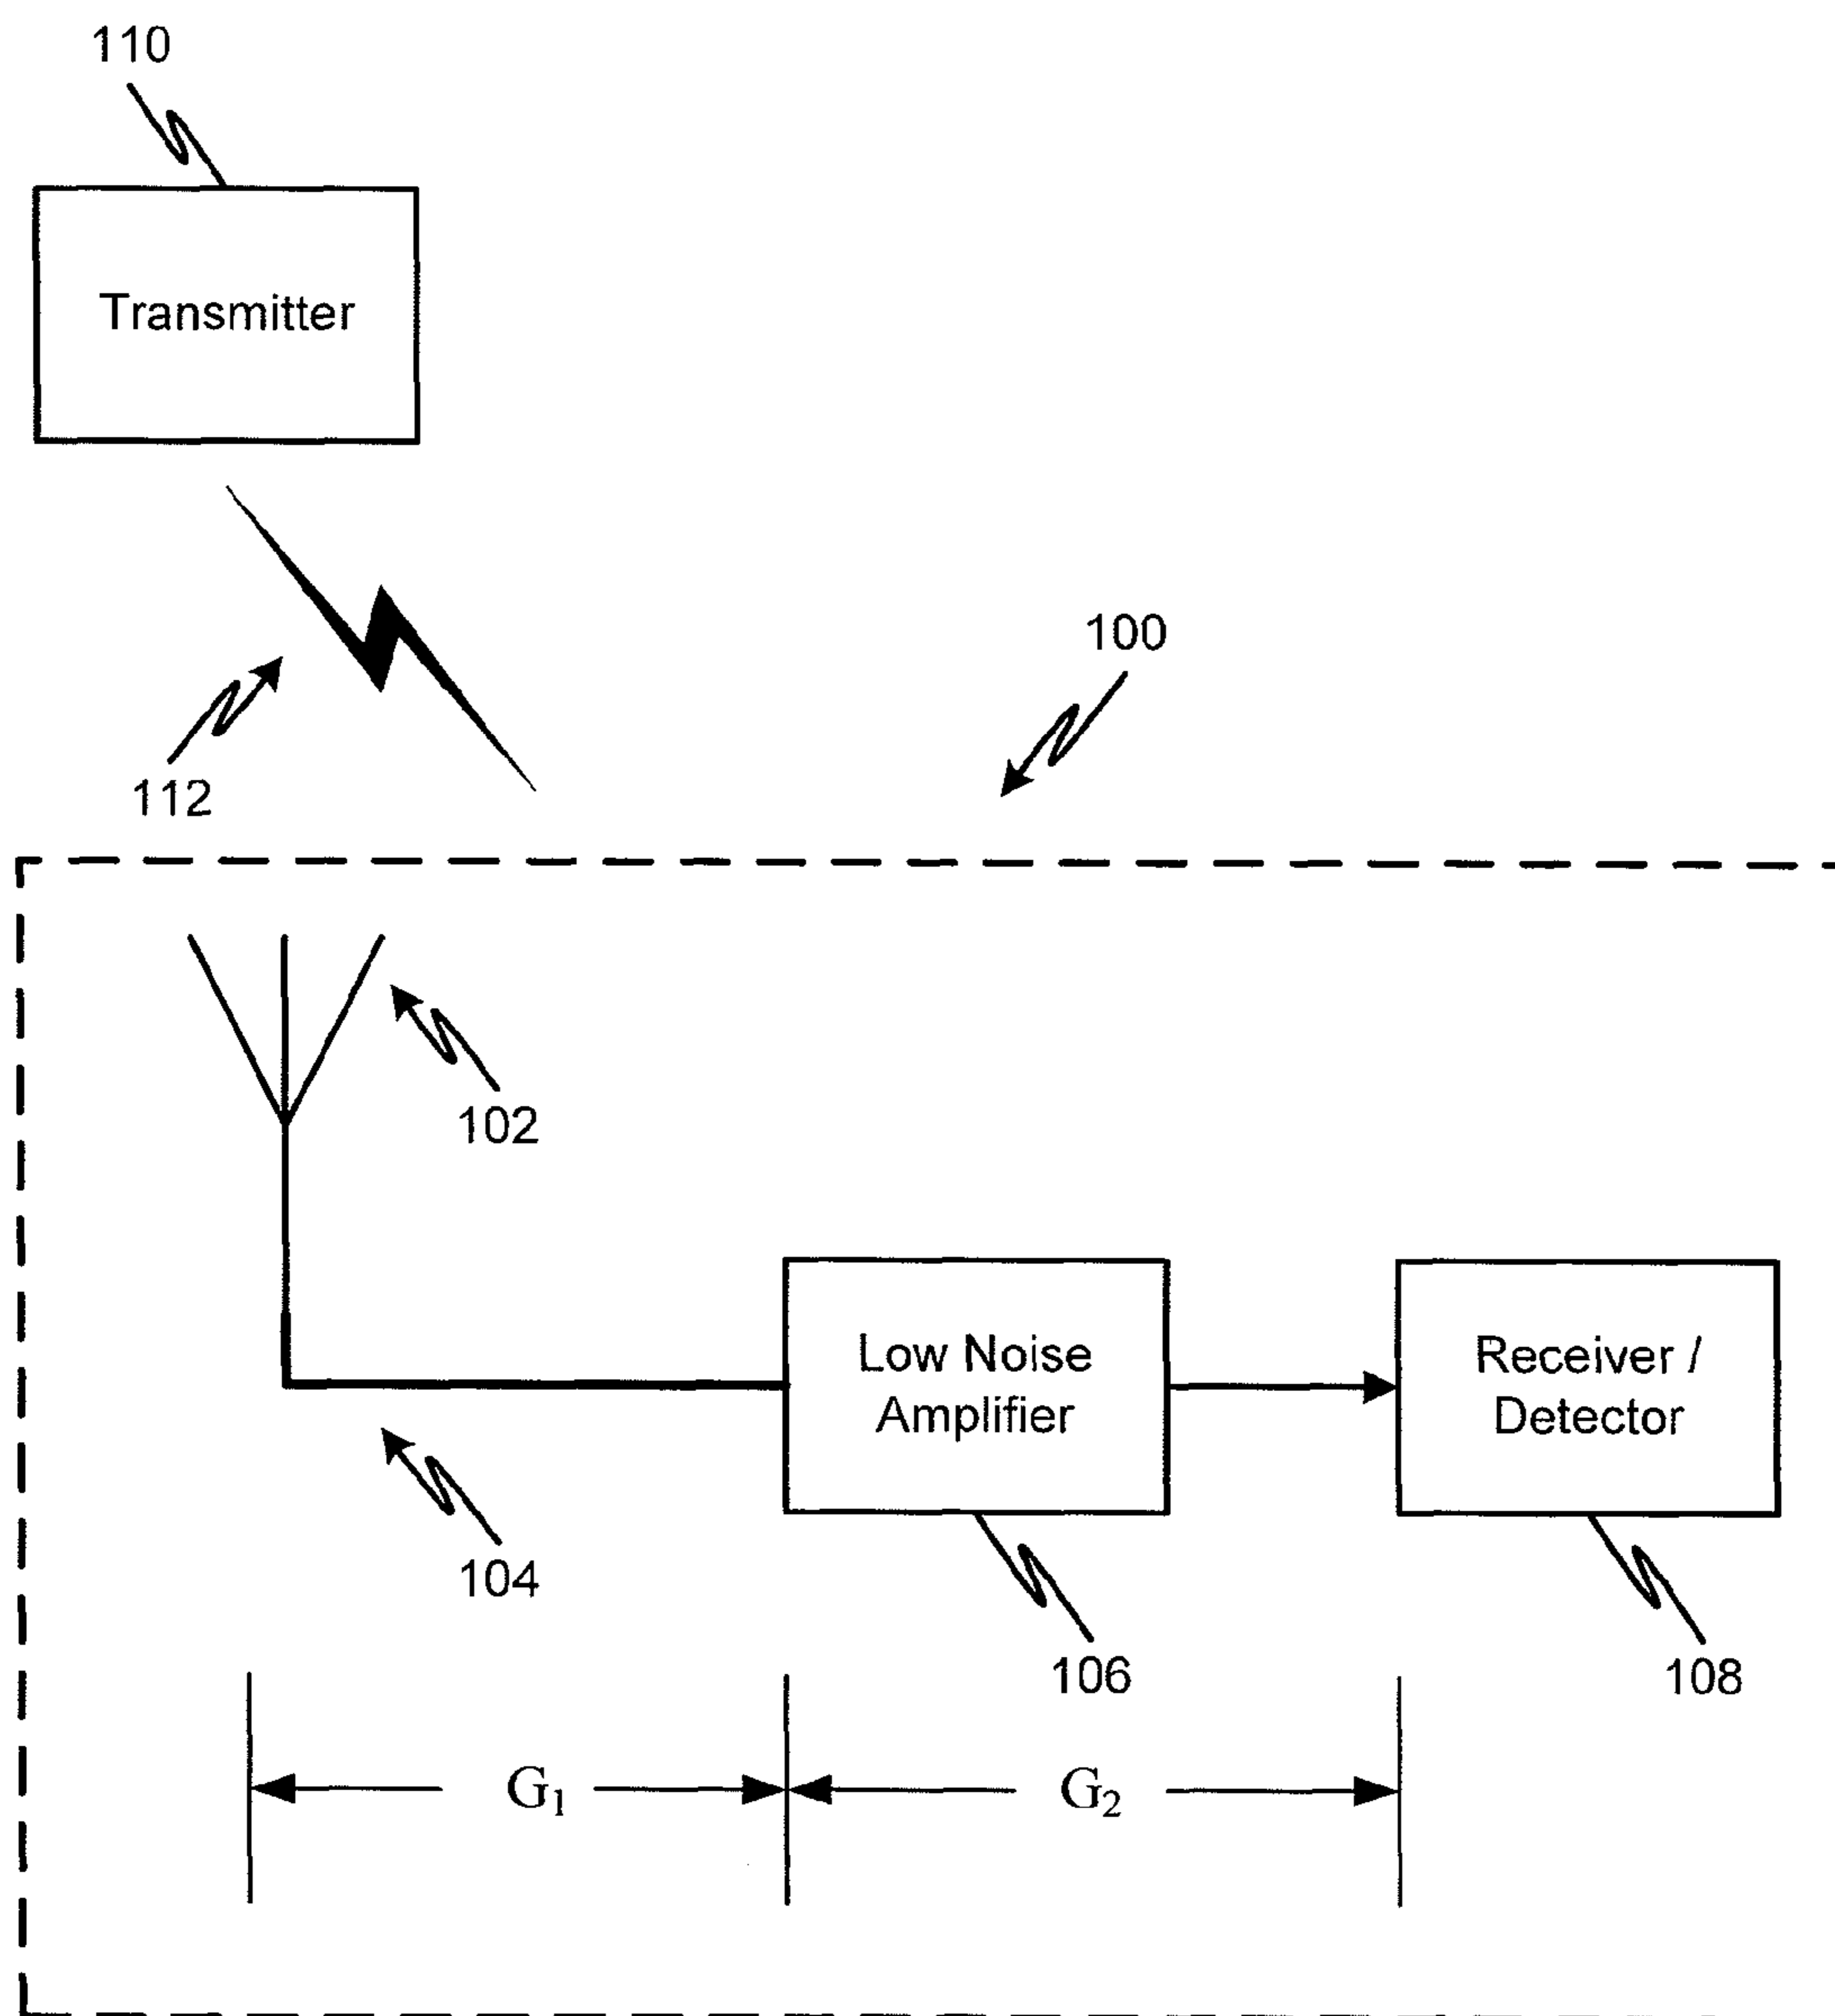 110
Transmitter
100
112
102
Low Noise
Amplifier
Receiver /
Detector
104
106
108
G₁
G₂